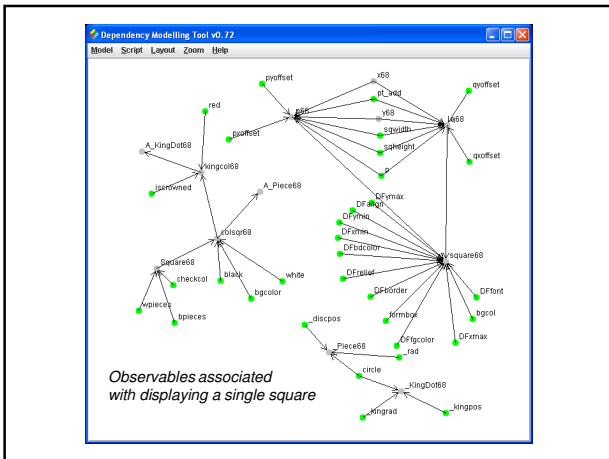 Dependency Modelling Tool v0.72
Model Script Layout Zoom Help
pyoffset
x68
qyoffset
pt_add
red
p68
y68
lq68
A_KingDot68
pxoffset
sqwidth
sqheight
qxoffset
kingcol68
p
iscrowned
A_Piece68
DFymax
DFalign
DFymin
DFxmin
colsqr68
DFbdcolor
square68
Square68
DFrelief
checkcol
black
white
DFborder
DFfont
bgcolor
wpieces
formbox
bgcol
bpieces
_discpos
DFfgcolor
DFxmax
_Piece68
_rad
circle
Observables associated
with displaying a single square
_KingDot68
_kingrad
_kingpos